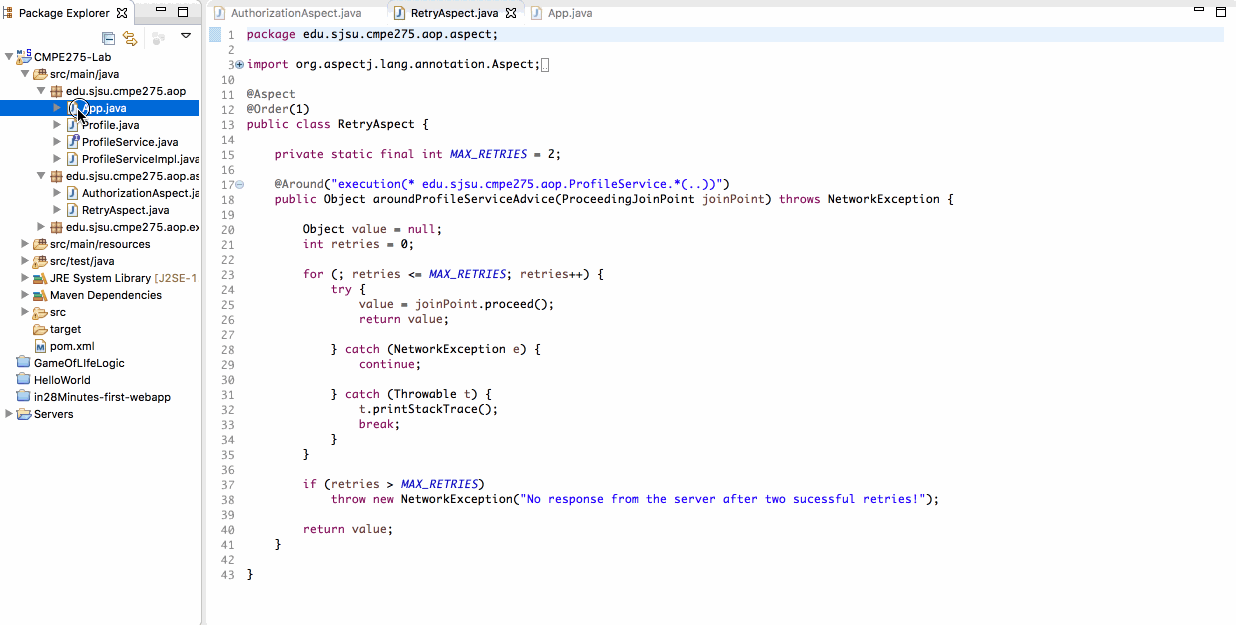 Package Explorer
AuthorizationAspect.java
RetryAspect.java
App.java
CMPE275-Lab
src/main/java
edu.sjsu.cmpe275.aop
App.java
Profile.java
ProfileService.java
ProfileServiceImpl.java
edu.sjsu.cmpe275.aop.as
AuthorizationAspect.ja
RetryAspect.java
edu.sjsu.cmpe275.aop.ex
src/main/resources
src/test/java
JRE System Library [J2SE-1
Maven Dependencies
src
target
pom.xml
GameOfLIfeLogic
HelloWorld
in28Minutes-first-webapp
Servers
1 package edu.sjsu.cmpe275.aop.aspect;
2
3 import org.aspectj.lang.annotation.Aspect;
10
11 @Aspect
12 @Order(1)
13 public class RetryAspect {
14
15 private static final int MAX_RETRIES = 2;
16
17 @Around("execution(* edu.sjsu.cmpe275.aop.ProfileService.*(..))")
18 public Object aroundProfileServiceAdvice(ProceedingJoinPoint joinPoint) throws NetworkException {
19
20 Object value = null;
21 int retries = 0;
22
23 for (; retries <= MAX_RETRIES; retries++) {
24 try {
25 value = joinPoint.proceed();
26 return value;
27
28 } catch (NetworkException e) {
29 continue;
30
31 } catch (Throwable t) {
32 t.printStackTrace();
33 break;
34 }
35 }
36
37 if (retries > MAX_RETRIES)
38 throw new NetworkException("No response from the server after two sucessful retries!");
39
40 return value;
41 }
42
43 }